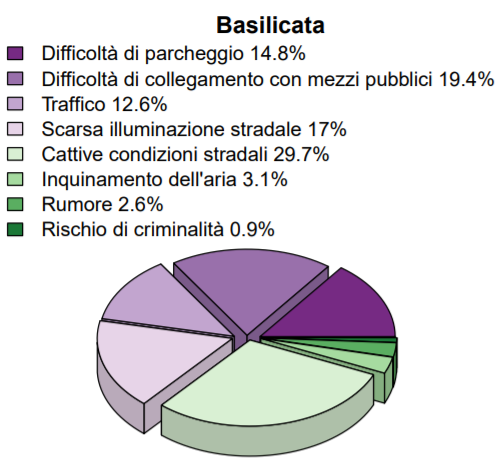 Basilicata
Difficoltà di parcheggio 14.8%
Difficoltà di collegamento con mezzi pubblici 19.4%
Traffico 12.6%
Scarsa illuminazione stradale 17%
Cattive condizioni stradali 29.7%
Inquinamento dell'aria 3.1%
Rumore 2.6%
Rischio di criminalità 0.9%